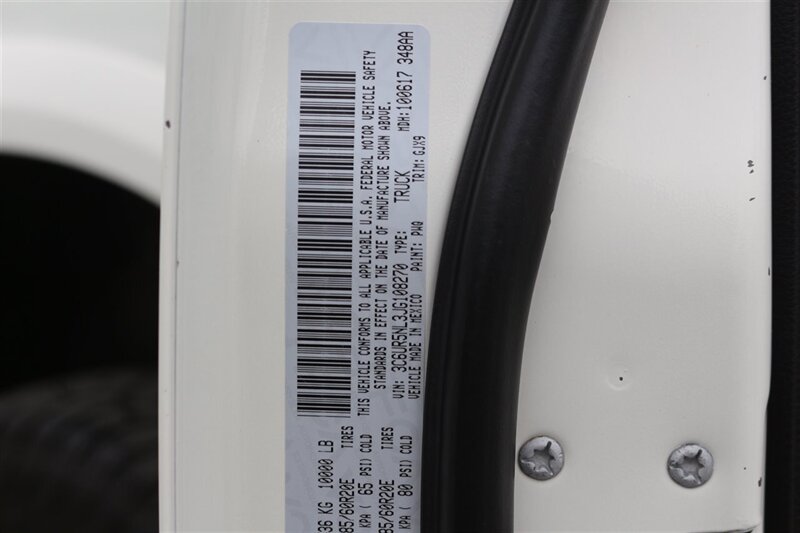 36 KG 10000 LB
85/60R20E TIRES
KPA ( 65 PSI) COLD
85/60R20E TIRES
KPA ( 80 PSI) COLD
THIS VEHICLE CONFORMS TO ALL APPLICABLE U.S.A. FEDERAL MOTOR VEHICLE SAFETY
STANDARDS IN EFFECT ON THE DATE OF MANUFACTURE SHOWN ABOVE.
VIN: 3C6UR5NL3JG108270 TYPE: TRUCK MDH:100617 348AA
VEHICLE MADE IN MEXICO PAINT: PWQ TRIM: GJX9